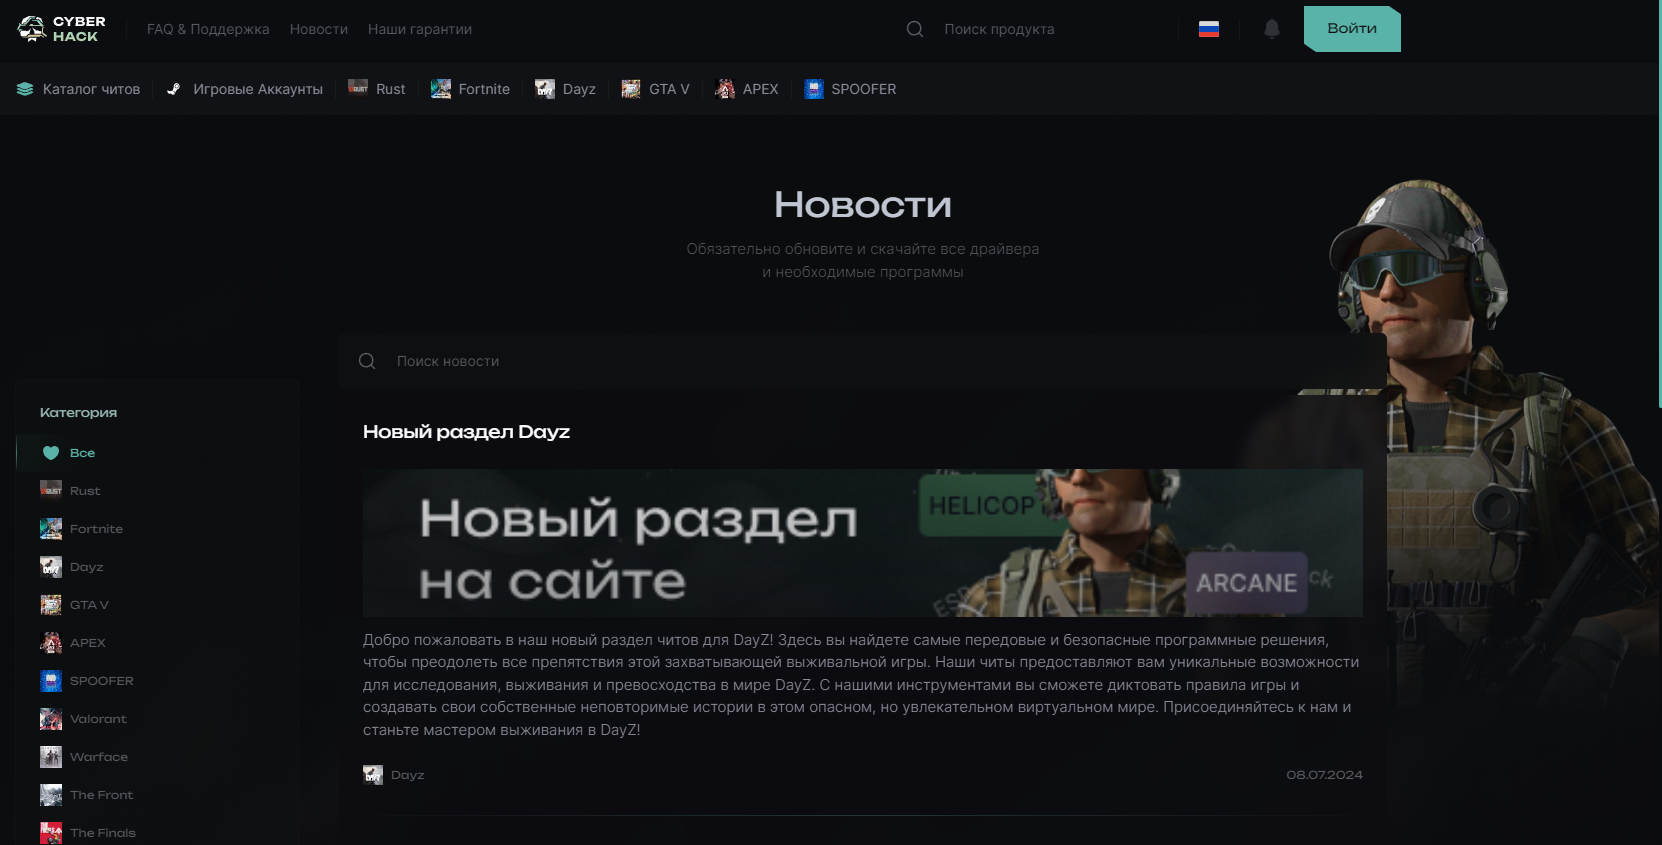 CYBER
HACK
FAQ & Поддержка
Новости
Наши гарантии
Поиск продукта
Войти
Каталог читов
Игровые Аккаунты
Rust
Fortnite
Dayz
GTA V
APEX
SPOOFER
Новости
Обязательно обновите и скачайте все драйвера
и необходимые программы
Поиск новости
Категория
Все
Rust
Fortnite
Dayz
GTA V
APEX
SPOOFER
Valorant
Warface
The Front
The Finals
Новый раздел Dayz
Новый раздел
на сайте
HELICOP
ARCANE
ESP
Добро пожаловать в наш новый раздел читов для DayZ! Здесь вы найдете самые передовые и безопасные программные решения,
чтобы преодолеть все препятствия этой захватывающей выживальной игры. Наши читы предоставляют вам уникальные возможности
для исследования, выживания и превосходства в мире DayZ. С нашими инструментами вы сможете диктовать правила игры и
создавать свои собственные неповторимые истории в этом опасном, но увлекательном виртуальном мире. Присоединяйтесь к нам и
станьте мастером выживания в DayZ!
Dayz
08.07.2024